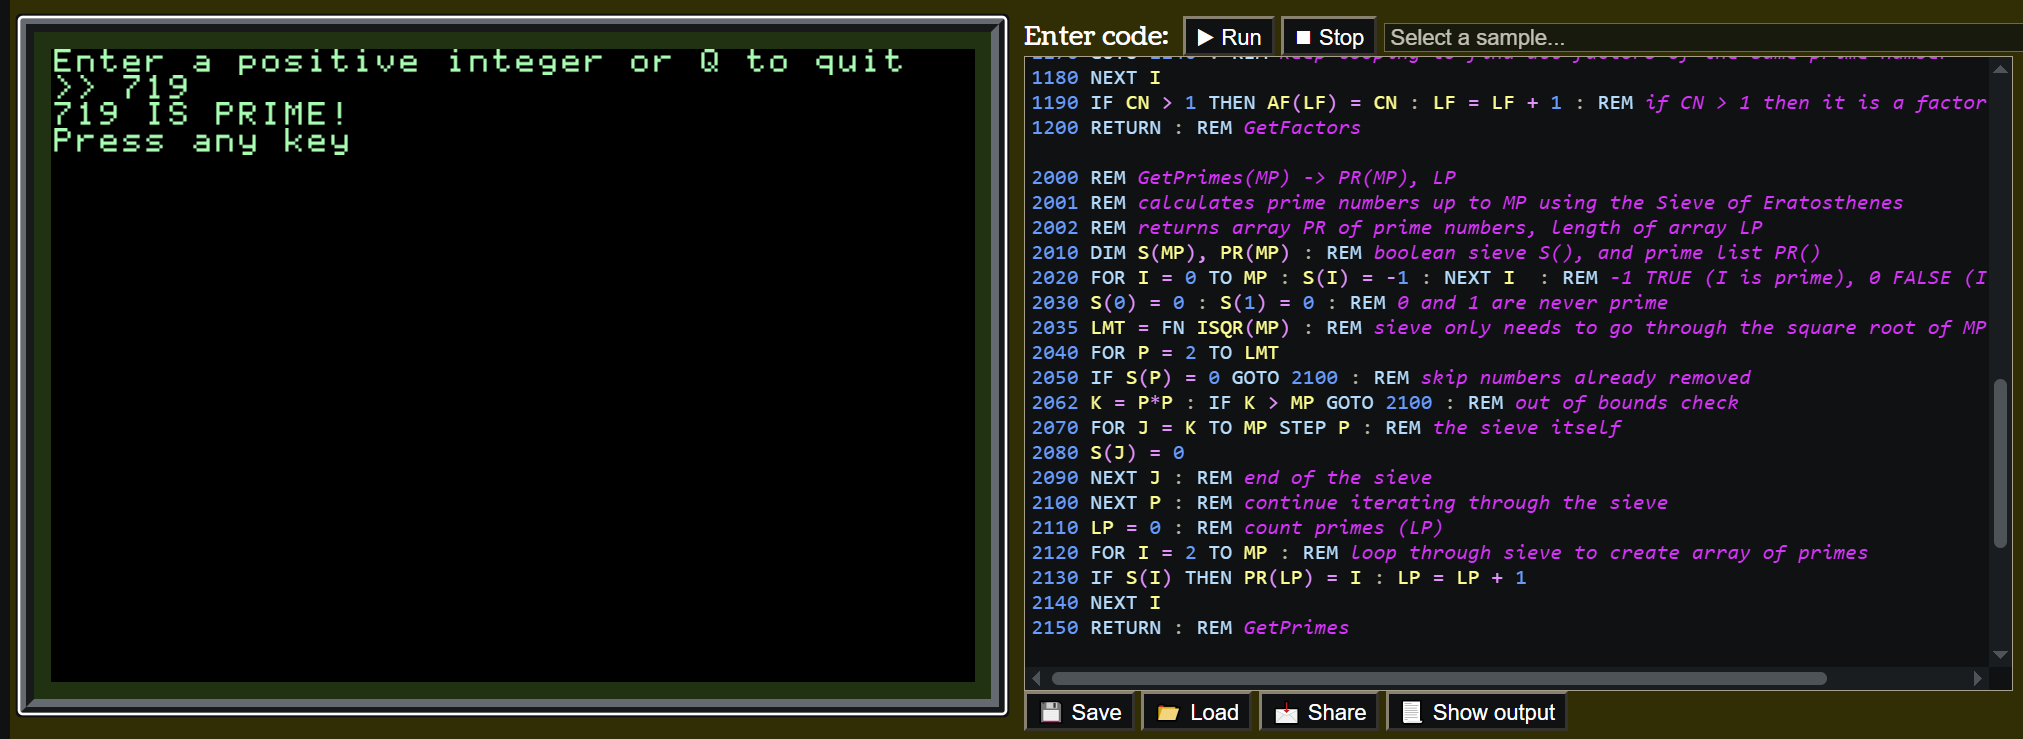 Enter a positive integer or Q to quit
>> 719
719 IS PRIME!
Press any key
Enter code: Run Stop Select a sample...
1180 NEXT I
1190 IF CN > 1 THEN AF(LF) = CN : LF = LF + 1 : REM if CN > 1 then it is a factor
1200 RETURN : REM GetFactors
2000 REM GetPrimes(MP) -> PR(MP), LP
2001 REM calculates prime numbers up to MP using the Sieve of Eratosthenes
2002 REM returns array PR of prime numbers, length of array LP
2010 DIM S(MP), PR(MP) : REM boolean sieve S(), and prime list PR()
2020 FOR I = 0 TO MP : S(I) = -1 : NEXT I  : REM -1 TRUE (I is prime), 0 FALSE (I
2030 S(0) = 0 : S(1) = 0 : REM 0 and 1 are never prime
2035 LMT = FN ISQR(MP) : REM sieve only needs to go through the square root of MP
2040 FOR P = 2 TO LMT
2050 IF S(P) = 0 GOTO 2100 : REM skip numbers already removed
2062 K = P*P : IF K > MP GOTO 2100 : REM out of bounds check
2070 FOR J = K TO MP STEP P : REM the sieve itself
2080 S(J) = 0
2090 NEXT J : REM end of the sieve
2100 NEXT P : REM continue iterating through the sieve
2110 LP = 0 : REM count primes (LP)
2120 FOR I = 2 TO MP : REM loop through sieve to create array of primes
2130 IF S(I) THEN PR(LP) = I : LP = LP + 1
2140 NEXT I
2150 RETURN : REM GetPrimes
Save Load Share Show output